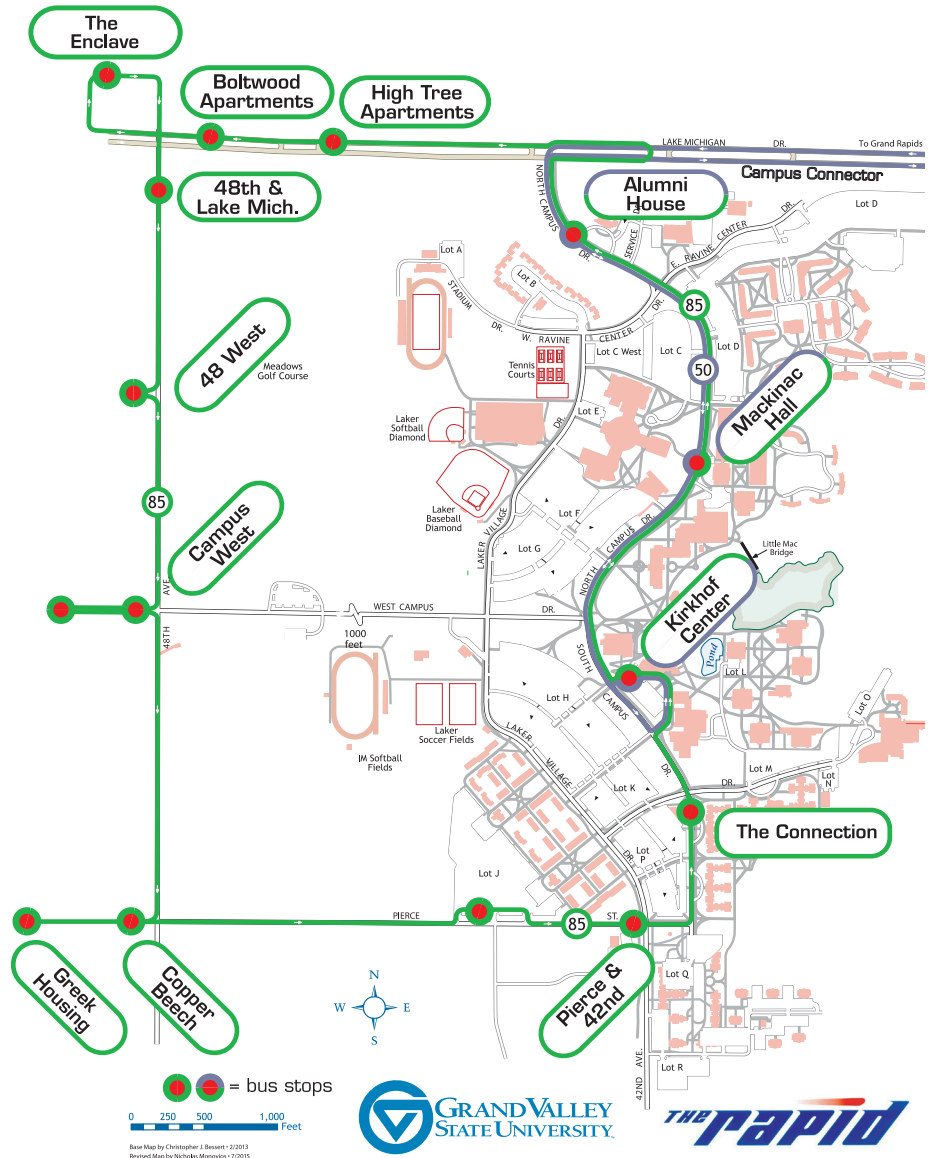 The
Enclave
Boltwood
Apartments
High Tree
Apartments
LAKE MICHIGAN
DR.
To Grand Rapids
Campus Connector
48th &
Lake Mich.
NORTH CAMPUS
DR.
Alumni
House
SERVICE DR.
E. RAVINE CENTER DR.
Lot D
Lot A
STADIUM
DR.
Lot B
W. RAVINE
CENTER
DR.
85
Lot C West
Lot C
Lot D
50
Tennis
Courts
48 West
Meadows
Golf Course
Mackinac
Hall
Lot E
DR.
Laker
Softball
Diamond
Laker
Baseball
Diamond
LAKER VILLAGE
Lot F
Lot G
NORTH CAMPUS DR.
85
Campus
West
Little Mac
Bridge
Kirkhof
Center
48TH AVE.
WEST CAMPUS
DR.
1000
feet
SOUTH
CAMPUS
DR.
Pond
Lot L
Lot H
Lot O
Laker
Soccer Fields
IM Softball
Fields
LAKER
VILLAGE
DR.
Lot M
Lot N
DR.
Lot K
Lot
P
The Connection
Lot J
PIERCE
85
ST.
Greek
Housing
Copper
Beech
Pierce &
42nd
N
W
E
S
Lot Q
Lot R
42ND AVE.
= bus stops
0 250 500 1,000
Feet
Base Map by Christopher J. Bessert • 2/2013
Revised Map by Nicholas Monovios • 7/2015
GRAND VALLEY
STATE UNIVERSITY
THE rapid